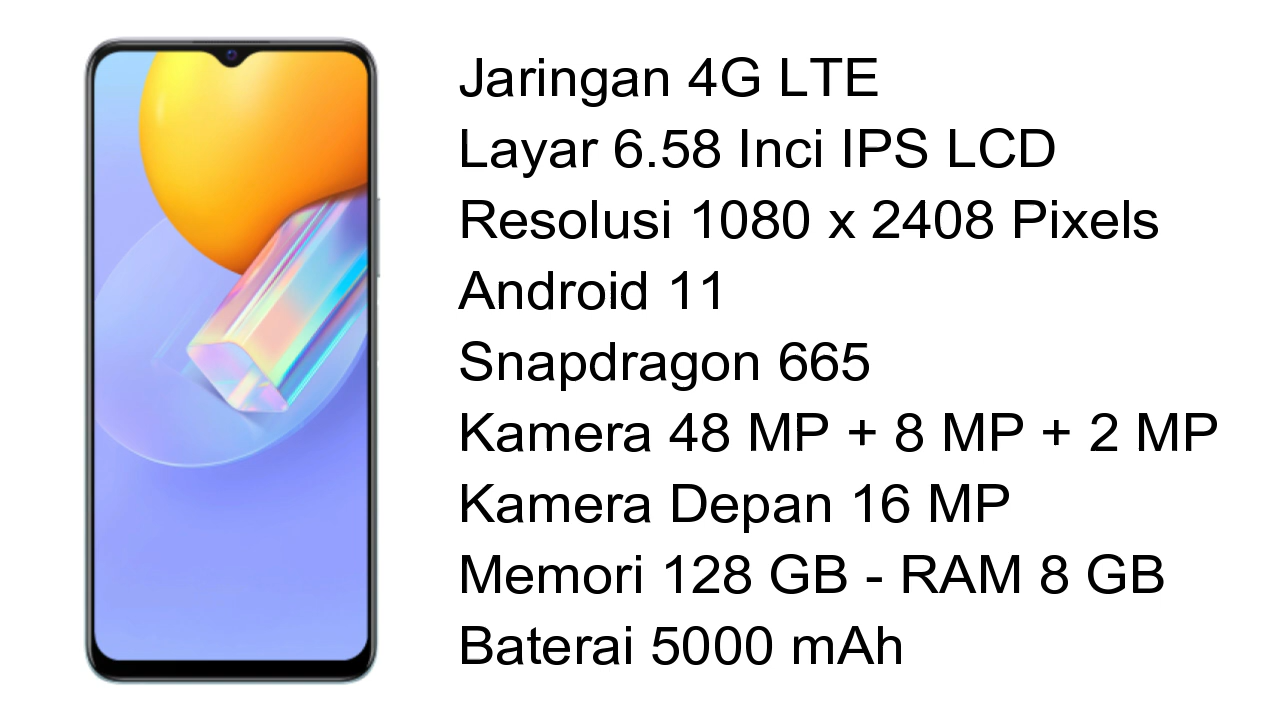 Jaringan 4G LTE
Layar 6.58 Inci IPS LCD
Resolusi 1080 x 2408 Pixels
Android 11
Snapdragon 665
Kamera 48 MP + 8 MP + 2 MP
Kamera Depan 16 MP
Memori 128 GB - RAM 8 GB
Baterai 5000 mAh